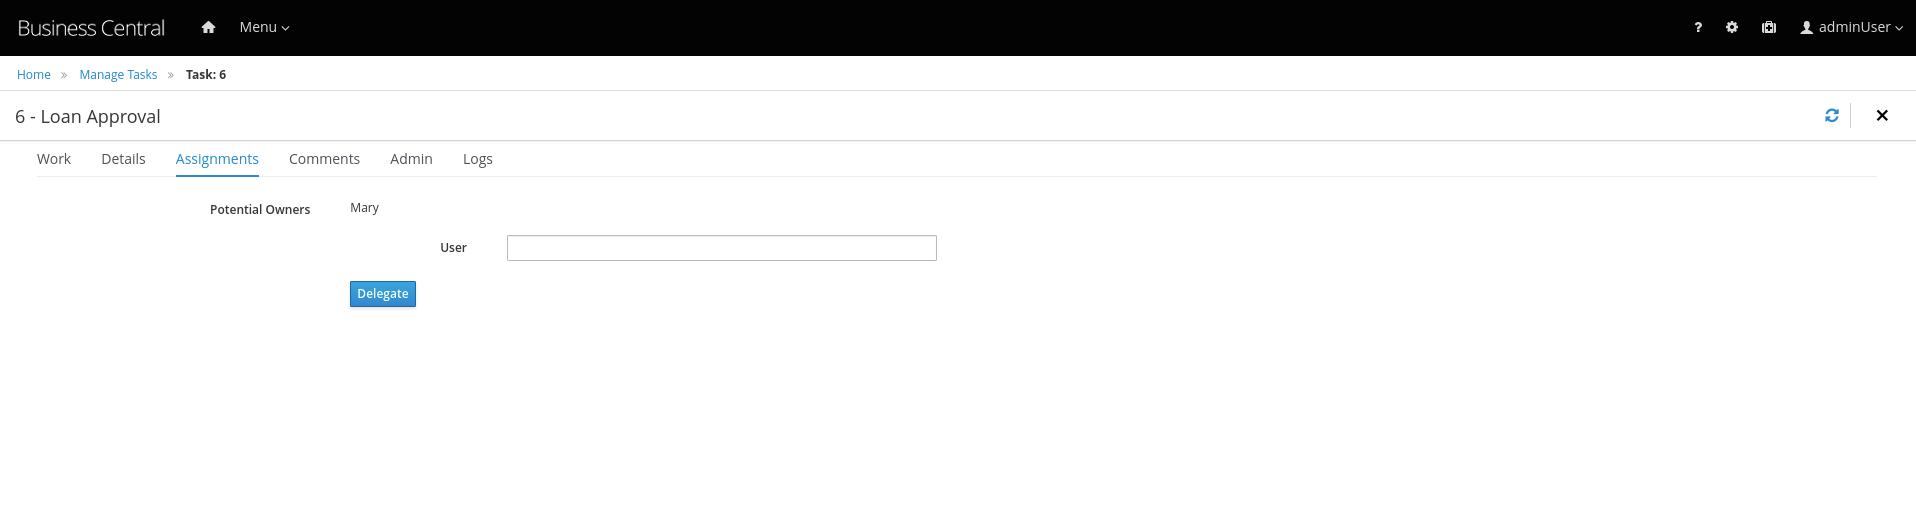 Business Central Menu ? adminUser
Home » Manage Tasks » Task: 6
6 - Loan Approval
Work Details Assignments Comments Admin Logs
Potential Owners Mary
User
Delegate